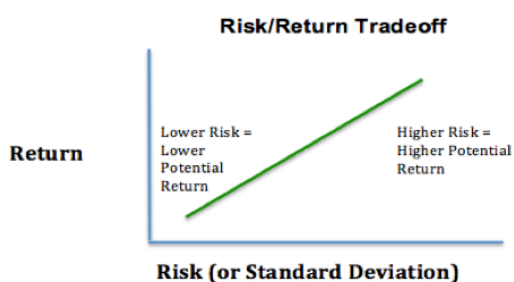 Risk/Return Tradeoff
Return
Lower Risk =
Lower
Potential
Return
Higher Risk =
Higher Potential
Return
Risk (or Standard Deviation)